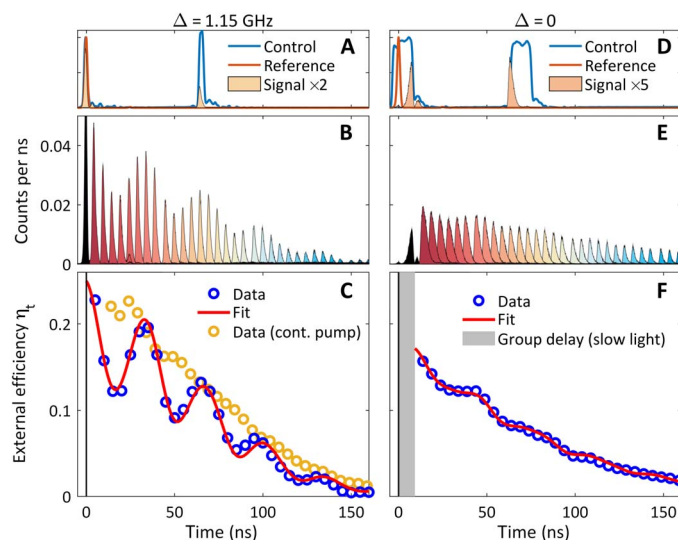 Δ = 1.15 GHz
Δ = 0
A
Control
Reference
Signal ×2
D
Control
Reference
Signal ×5
B
E
Counts per ns
0.04
0.02
0
C
Data
Fit
Data (cont. pump)
F
Data
Fit
Group delay (slow light)
External efficiency ηt
0.2
0.1
0
0
50
100
150
0
50
100
150
Time (ns)
Time (ns)